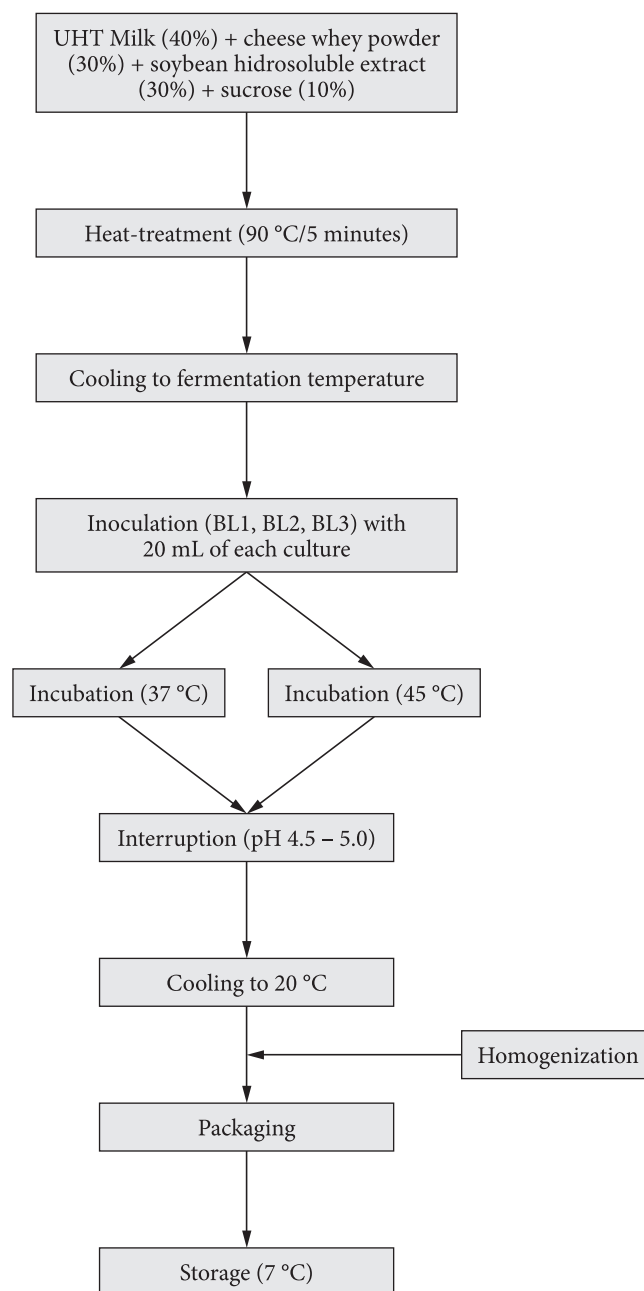 UHT Milk (40%) + cheese whey powder
(30%) + soybean hidrosoluble extract
(30%) + sucrose (10%)
Heat-treatment (90 °C/5 minutes)
Cooling to fermentation temperature
Inoculation (BL1, BL2, BL3) with
20 mL of each culture
Incubation (37 °C)
Incubation (45 °C)
Interruption (pH 4.5 – 5.0)
Cooling to 20 °C
Homogenization
Packaging
Storage (7 °C)